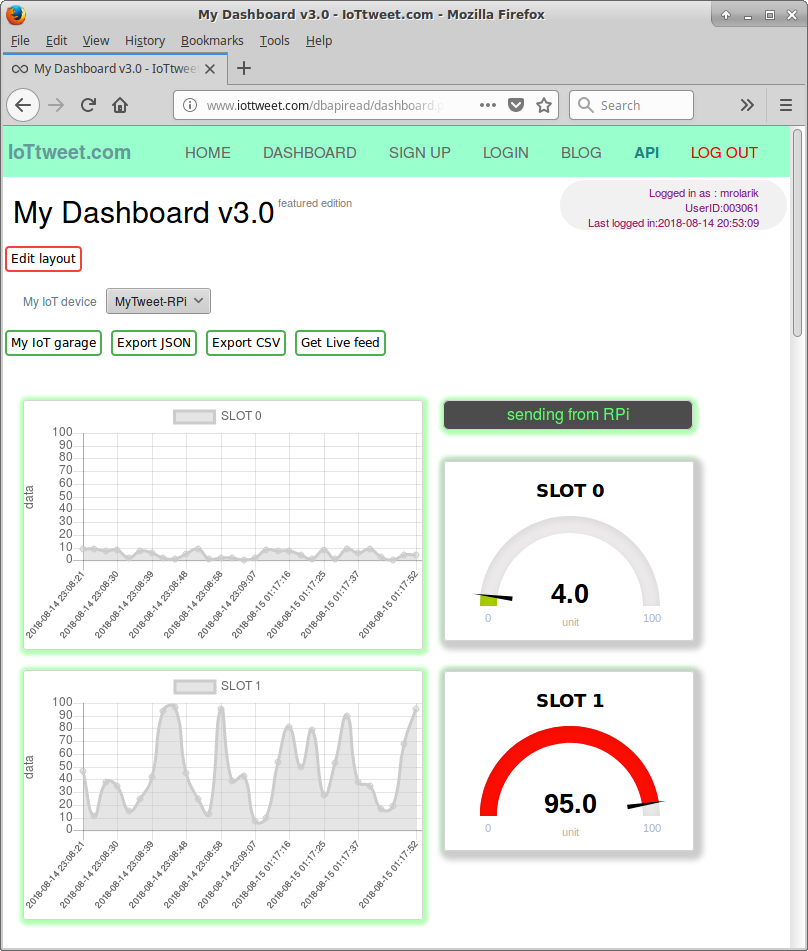 My Dashboard v3.0 - IoTtweet.com - Mozilla Firefox
File Edit View History Bookmarks Tools Help
My Dashboard v3.0 - IoTtwee
www.iottweet.com/dbapiread/dashboard.p
Search
IoTtweet.com HOME DASHBOARD SIGN UP LOGIN BLOG API LOG OUT
My Dashboard v3.0 featured edition
Logged in as : mrolarik
UserID:003061
Last logged in:2018-08-14 20:53:09
Edit layout
My IoT device MyTweet-RPi
My IoT garage Export JSON Export CSV Get Live feed
SLOT 0
100
90
80
70
60
50
40
30
20
10
0
data
2018-08-14 23:08:21
2018-08-14 23:08:30
2018-08-14 23:08:39
2018-08-14 23:08:48
2018-08-14 23:08:58
2018-08-14 23:09:07
2018-08-15 01:17:16
2018-08-15 01:17:25
2018-08-15 01:17:37
2018-08-15 01:17:52
sending from RPi
SLOT 0
4.0
0 unit 100
SLOT 1
100
90
80
70
60
50
40
30
20
10
0
data
2018-08-14 23:08:21
2018-08-14 23:08:30
2018-08-14 23:08:39
2018-08-14 23:08:48
2018-08-14 23:08:58
2018-08-14 23:09:07
2018-08-15 01:17:16
2018-08-15 01:17:25
2018-08-15 01:17:37
2018-08-15 01:17:52
SLOT 1
95.0
0 unit 100